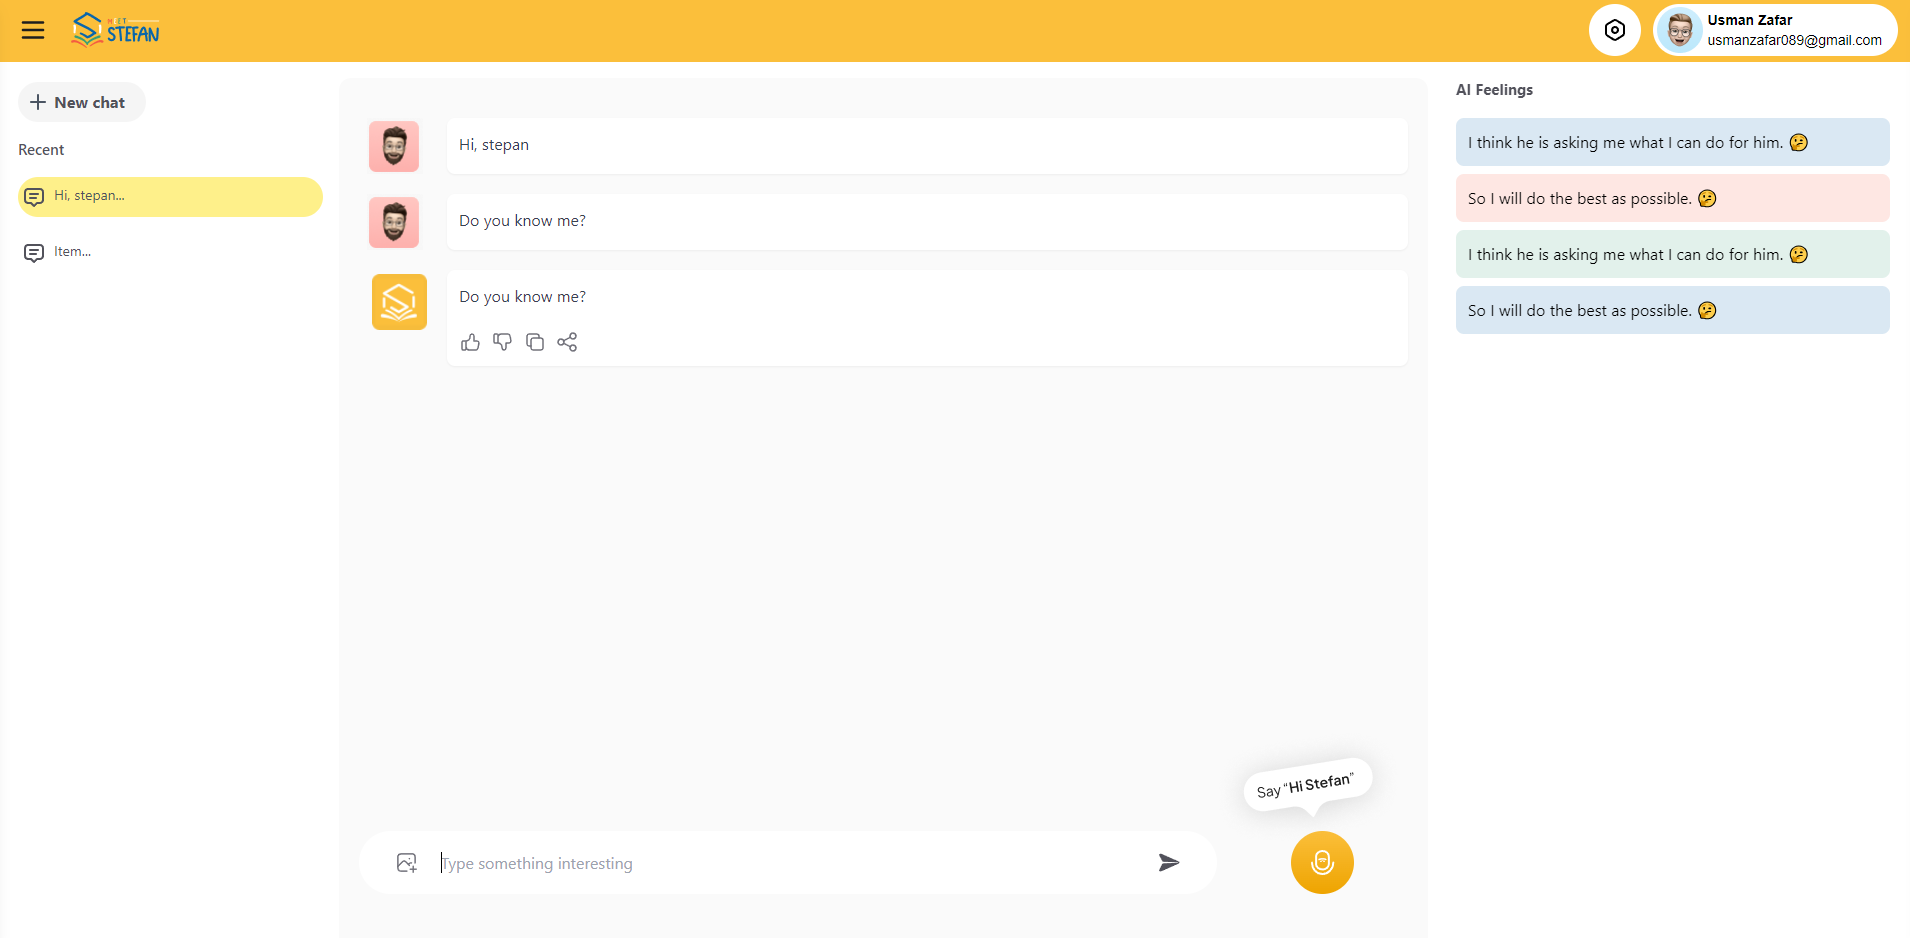 MEET
STEFAN
Usman Zafar
usmanzafar089@gmail.com
New chat
Recent
Hi, stepan...
Item...
Hi, stepan
Do you know me?
Do you know me?
Say “Hi Stefan”
Type something interesting
AI Feelings
I think he is asking me what I can do for him. 🤔
So I will do the best as possible. 🤔
I think he is asking me what I can do for him. 🤔
So I will do the best as possible. 🤔